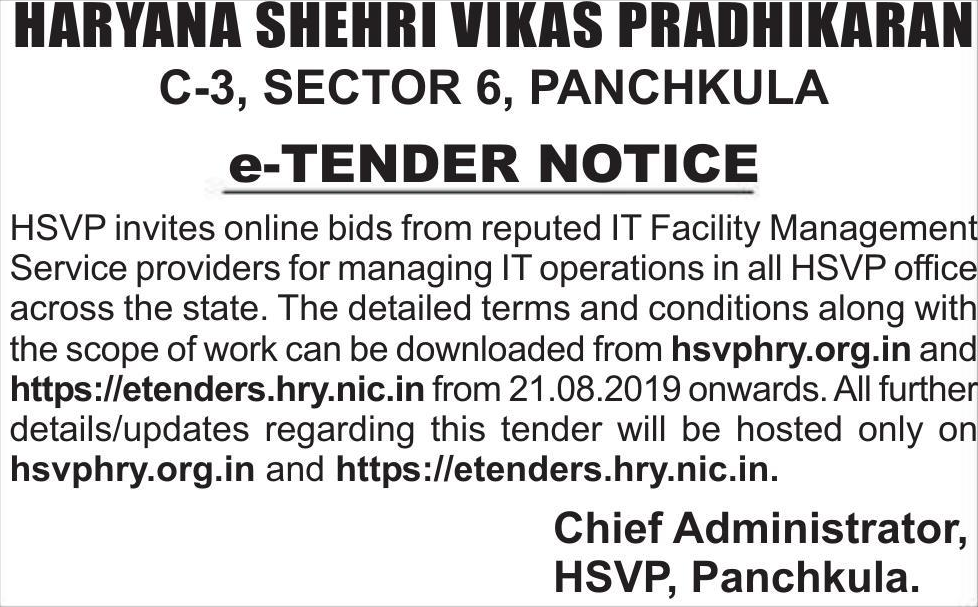 HARYANA SHEHRI VIKAS PRADHIKARAN
C-3, SECTOR 6, PANCHKULA
e-TENDER NOTICE
HSVP invites online bids from reputed IT Facility Management
Service providers for managing IT operations in all HSVP office
across the state. The detailed terms and conditions along with
the scope of work can be downloaded from hsvphry.org.in and
https://etenders.hry.nic.in from 21.08.2019 onwards. All further
details/updates regarding this tender will be hosted only on
hsvphry.org.in and https://etenders.hry.nic.in.
Chief Administrator,
HSVP, Panchkula.